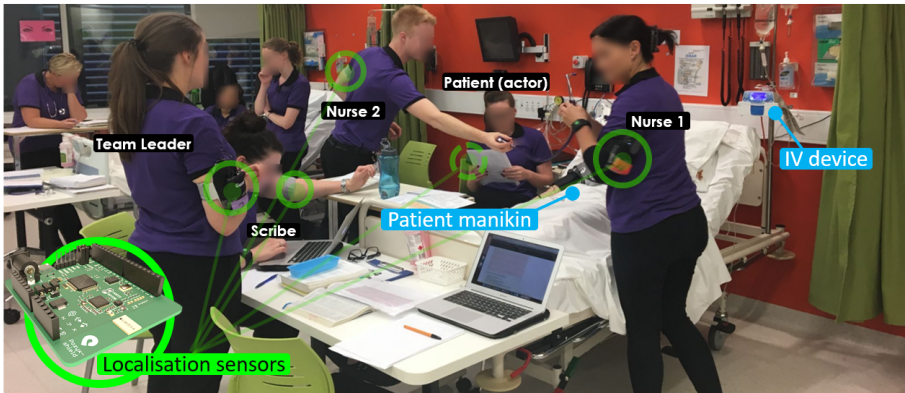 Patient (actor)
Nurse 2
Nurse 1
Team Leader
IV device
Patient manikin
Scribe
Localisation sensors